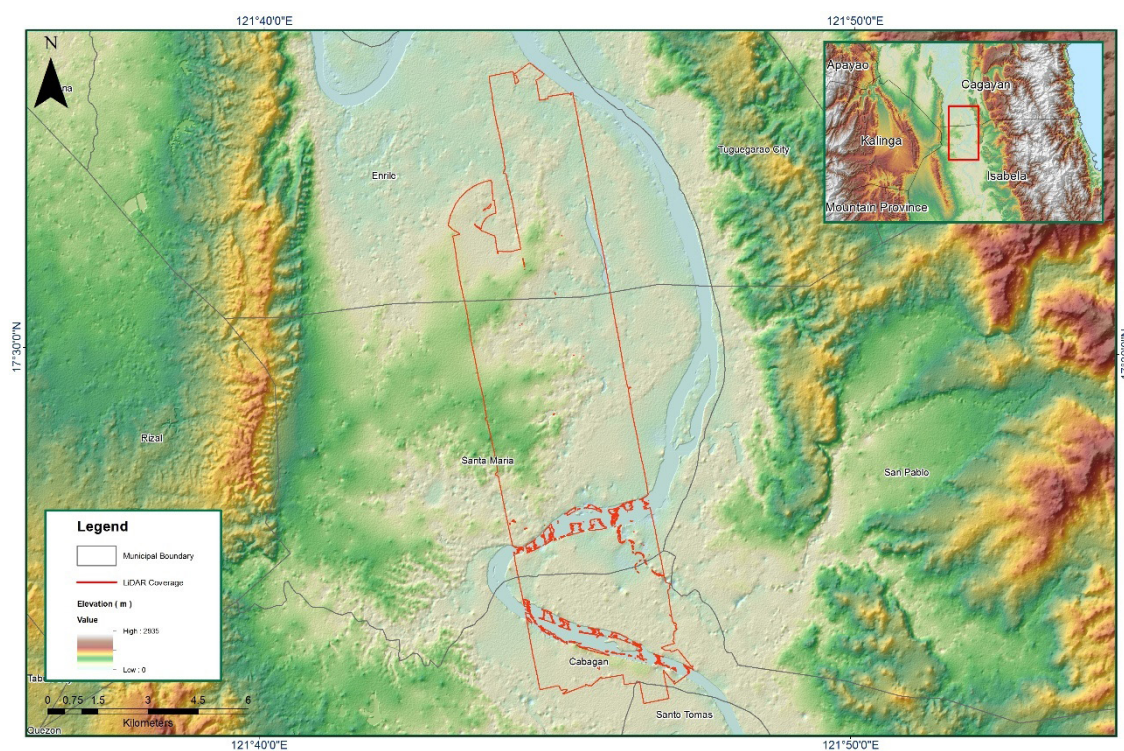 121°40'0"E
121°50'0"E
N
Apayao
Cagayan
Kalinga
Isabela
Mountain Province
Tuguegarao City
Enrile
17°30'0"N
Rizal
Santa Maria
San Pablo
Legend
Municipal Boundary
LiDAR Coverage
Elevation ( m )
Value
High : 2935
Low : 0
0 0.75 1.5 3 4.5 6
Kilometers
Cabagan
Santo Tomas
Quezon
121°40'0"E
121°50'0"E